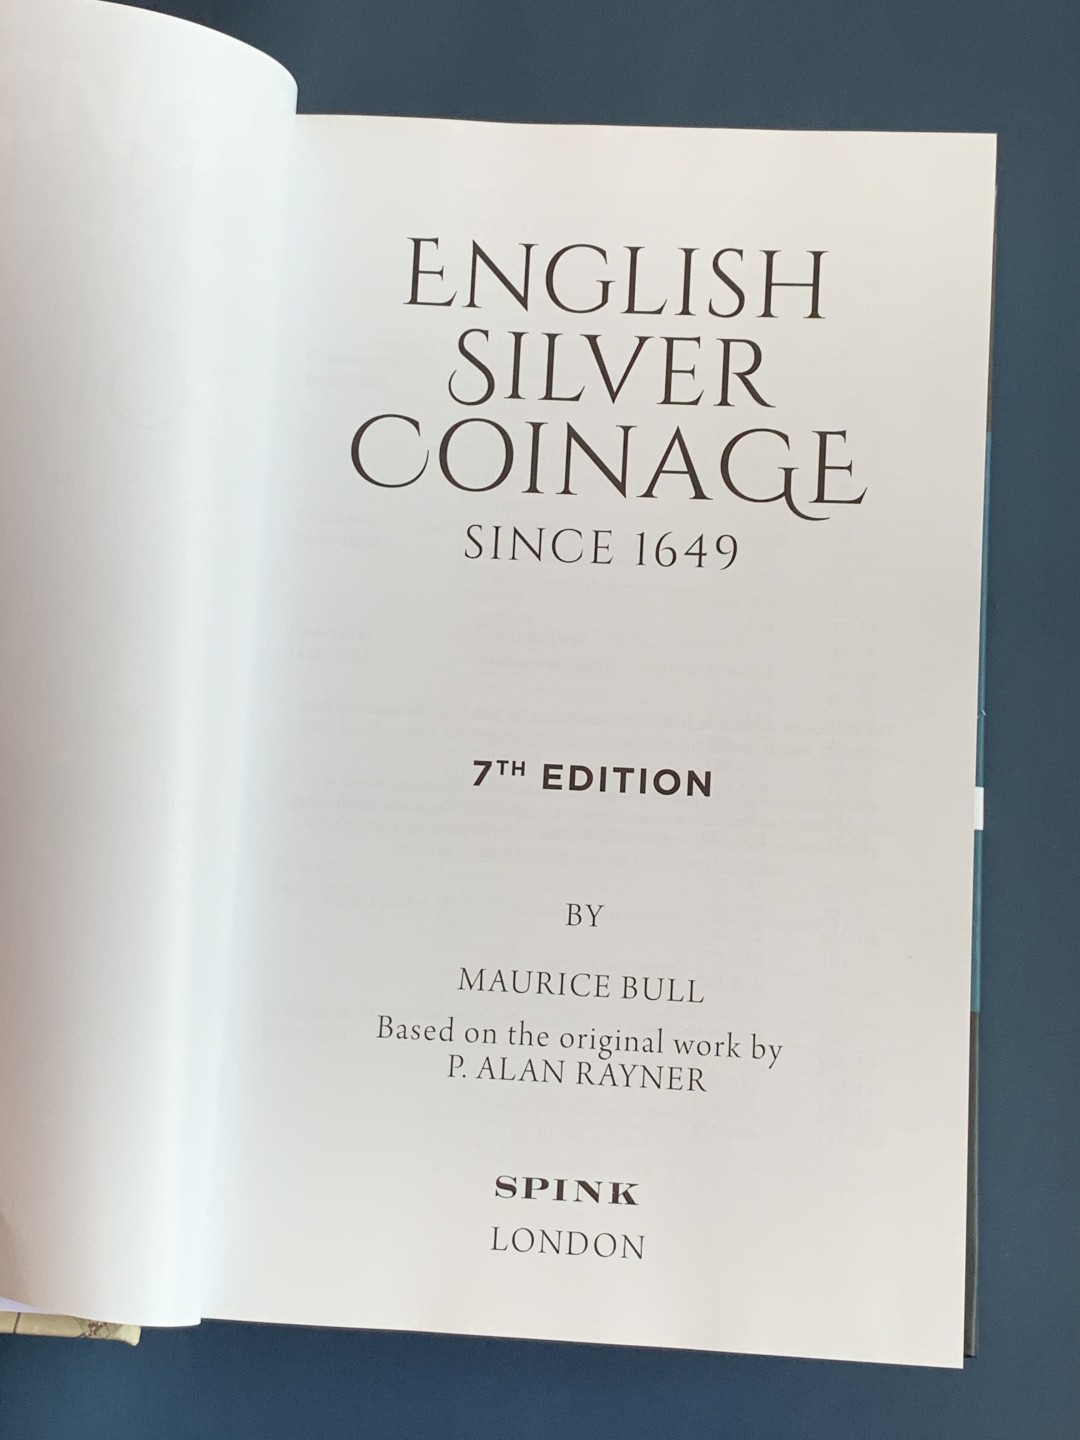 ENGLISH
SILVER
COINAGE
SINCE 1649
7TH EDITION
BY
MAURICE BULL
Based on the original work by
P. ALAN RAYNER
SPINK
LONDON